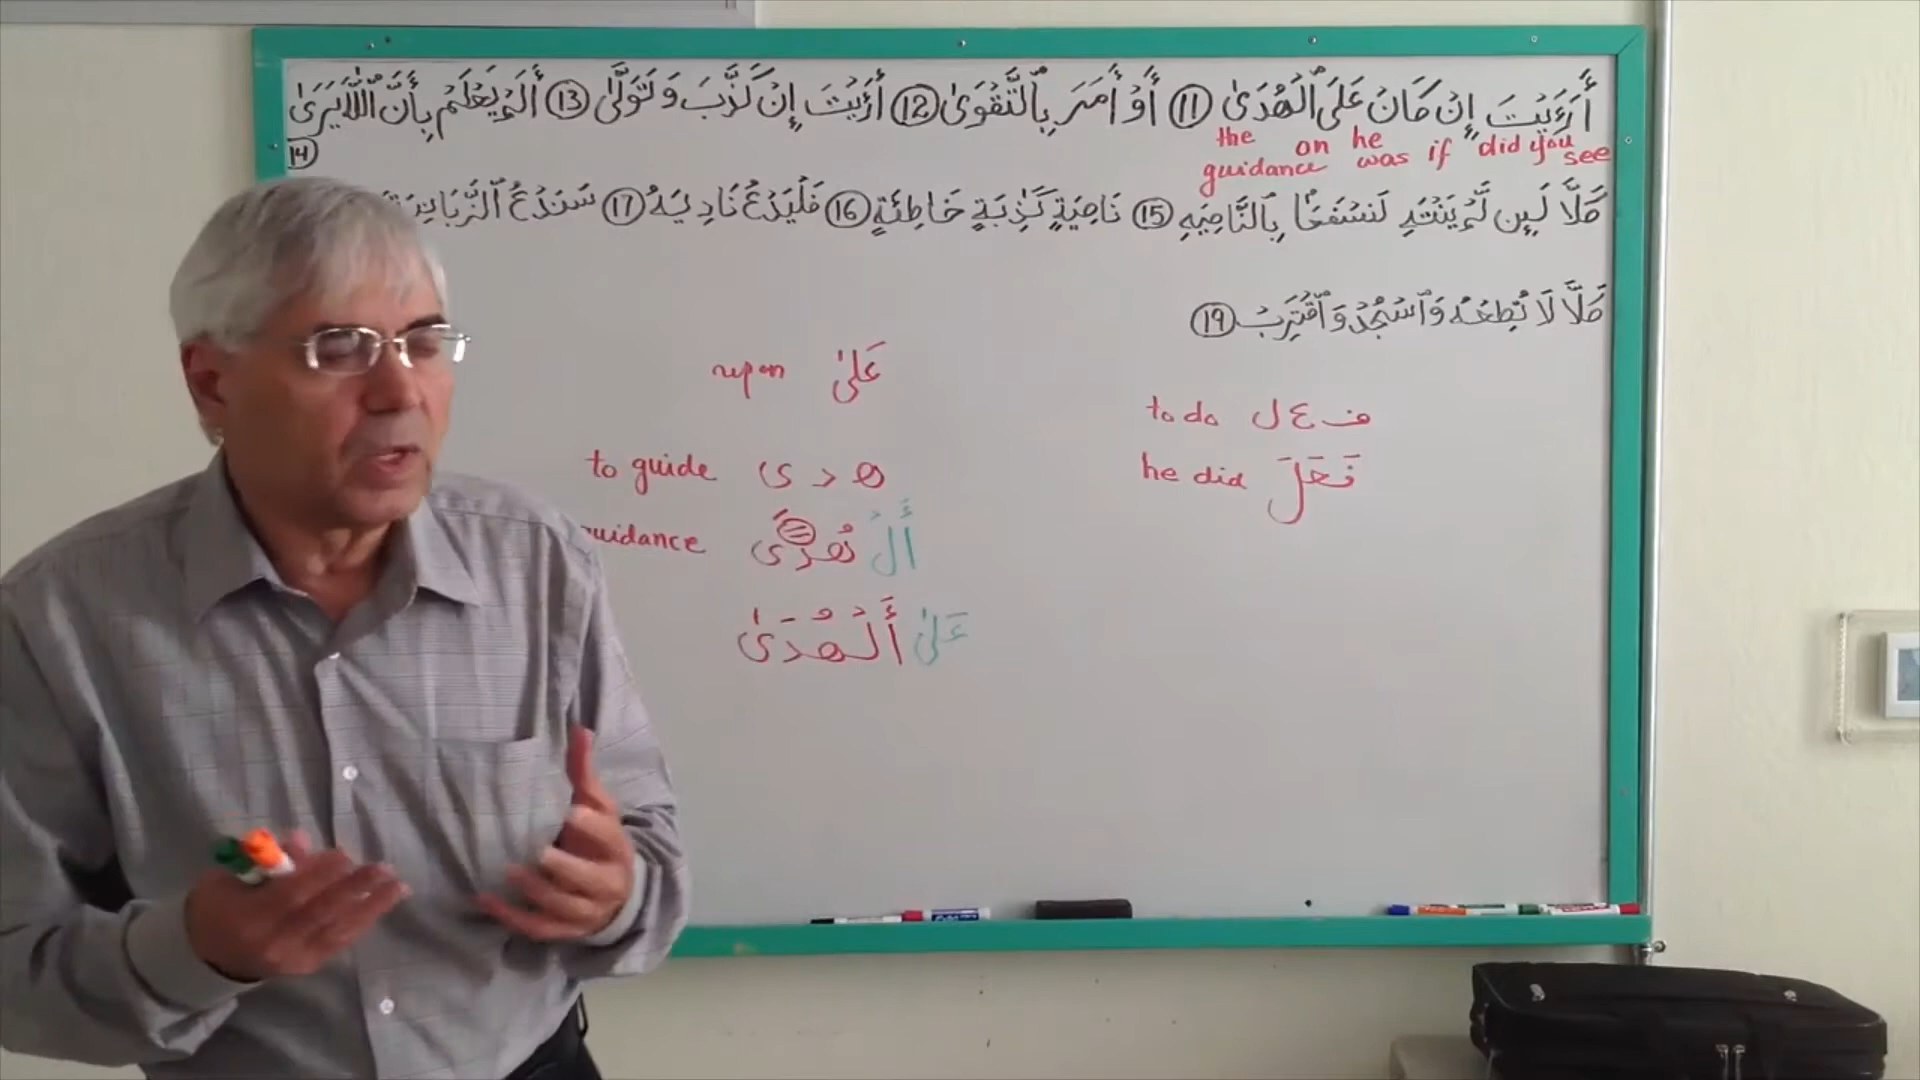 أَرَءَيْتَ إِن كَانَ عَلَى ٱلْهُدَىٰٓ ⑪ أَوْ أَمَرَ بِٱلتَّقْوَىٰ ⑫ أَرَءَيْتَ إِن كَذَّبَ وَتَوَلَّىٰ ⑬ أَلَمْ يَعْلَم بِأَنَّ ٱللَّهَ يَرَىٰ
⑭
the on he was if "did you see
guidance
كَلَّا لَئِن لَّمْ يَنتَهِ لَنَسْفَعًا بِٱلنَّاصِيَةِ ⑮ نَاصِيَةٍ كَٰذِبَةٍ خَاطِئَةٍ ⑯ فَلْيَدْعُ نَادِيَهُ ⑰ سَنَدْعُ ٱلزَّبَانِيَةَ
كَلَّا لَا تُطِعْهُ وَٱسْجُدْ وَٱقْتَرِب ⑲
upon عَلَىٰ
to do ف ع ل
to guide ه د ى
he did فَعَلَ
guidance أَلْ هُدًى
عَلَىٰ أَلْهُدَىٰ